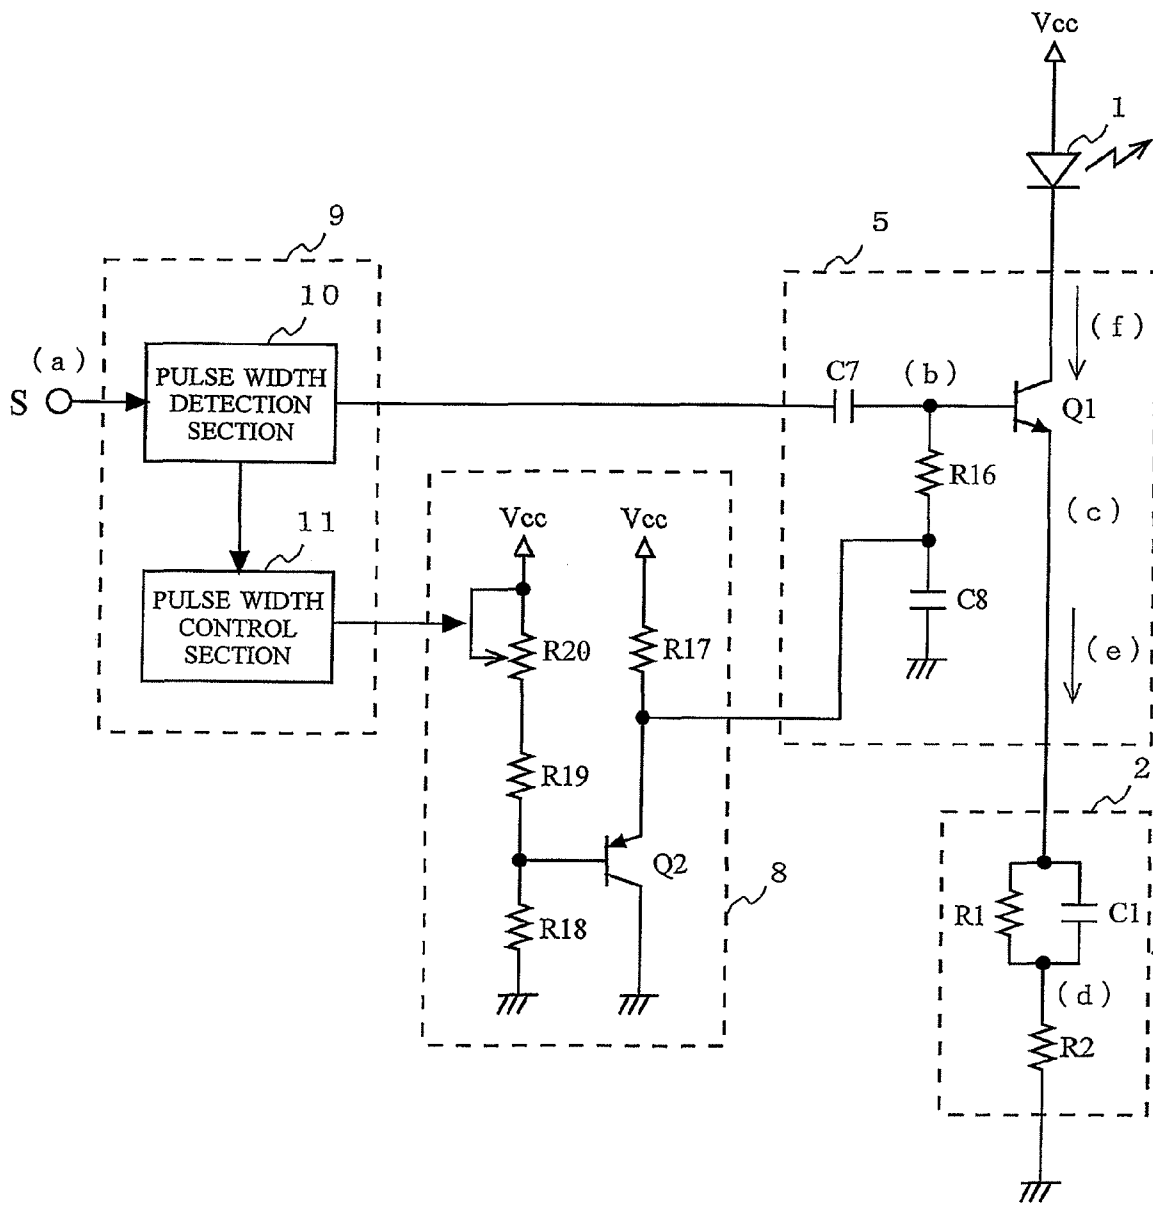 Vcc
1
9
5
10
(f)
(a)
S
PULSE WIDTH
DETECTION
SECTION
C7
(b)
Q1
R16
(c)
11
Vcc
Vcc
PULSE WIDTH
CONTROL
SECTION
C8
R20
R17
(e)
R19
2
Q2
8
R18
R1
C1
(d)
R2